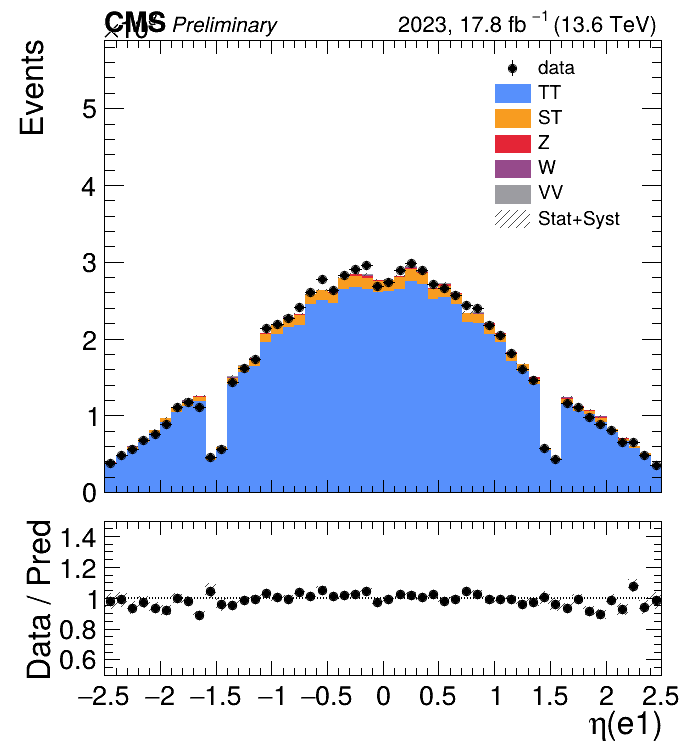 CMS Preliminary 2023, 17.8 fb⁻¹ (13.6 TeV)
Events
data
TT
ST
Z
W
VV
Stat+Syst
5
4
3
2
1
0
Data / Pred
1.4
1.2
1
0.8
0.6
−2.5 −2 −1.5 −1 −0.5 0 0.5 1 1.5 2 2.5
η(e1)